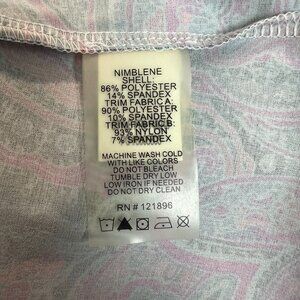 NIMBLENE
SHELL:
86% POLYESTER
14% SPANDEX
TRIM FABRIC A:
90% POLYESTER
10% SPANDEX
TRIM FABRIC B:
93% NYLON
7% SPANDEX
MACHINE WASH COLD
WITH LIKE COLORS
DO NOT BLEACH
TUMBLE DRY LOW
LOW IRON IF NEEDED
DO NOT DRY CLEAN
RN # 121896